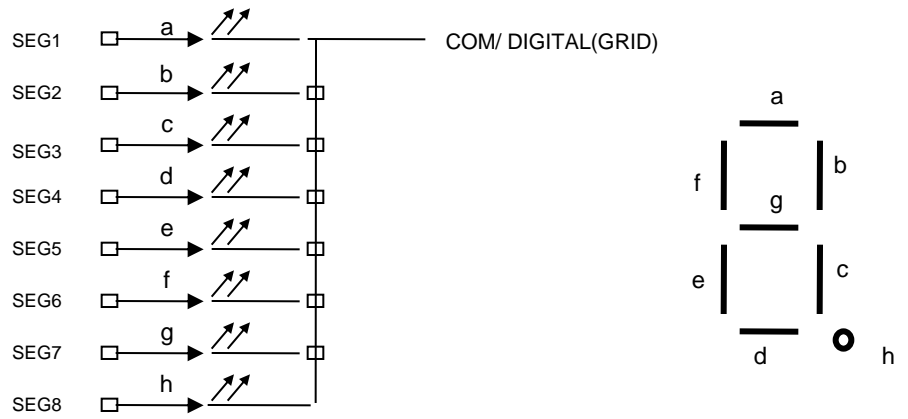 SEG1 a COM/ DIGITAL(GRID)
SEG2 b
SEG3 c
SEG4 d
SEG5 e
SEG6 f
SEG7 g
SEG8 h
a
f b
g
e c
d h